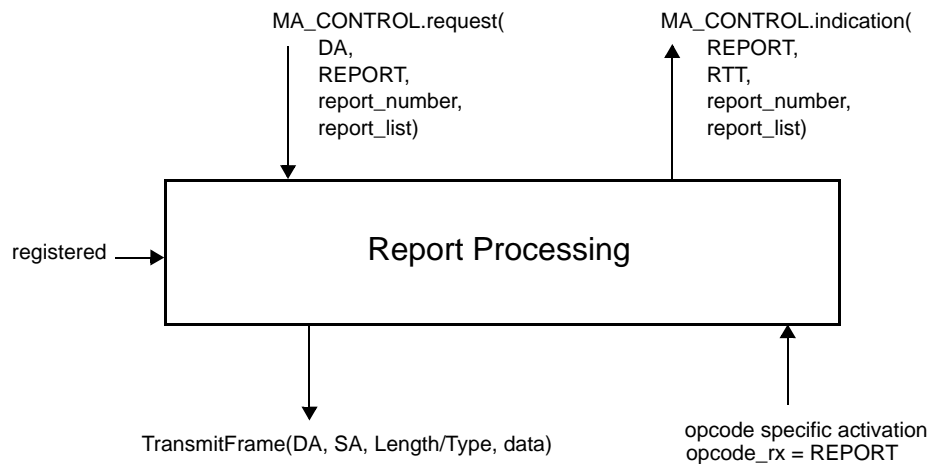 MA_CONTROL.request(
DA,
REPORT,
report_number,
report_list)
MA_CONTROL.indication(
REPORT,
RTT,
report_number,
report_list)
registered
Report Processing
TransmitFrame(DA, SA, Length/Type, data)
opcode specific activation
opcode_rx = REPORT